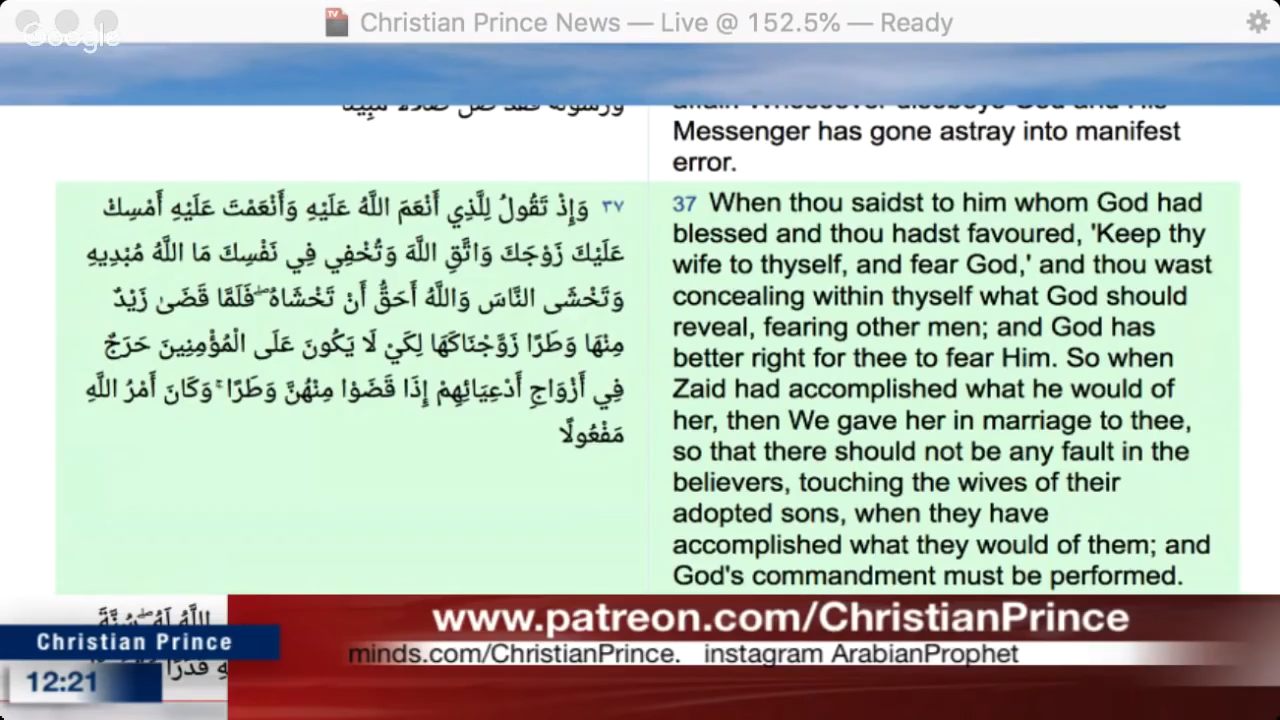 Christian Prince News — Live @ 152.5% — Ready
Google
Messenger has gone astray into manifest
error.
٣٧ وَإِذْ تَقُولُ لِلَّذِي أَنْعَمَ اللَّهُ عَلَيْهِ وَأَنْعَمْتَ عَلَيْهِ أَمْسِكْ
عَلَيْكَ زَوْجَكَ وَاتَّقِ اللَّهَ وَتُخْفِي فِي نَفْسِكَ مَا اللَّهُ مُبْدِيهِ
وَتَخْشَى النَّاسَ وَاللَّهُ أَحَقُّ أَنْ تَخْشَاهُ ۖ فَلَمَّا قَضَىٰ زَيْدٌ
مِنْهَا وَطَرًا زَوَّجْنَاكَهَا لِكَيْ لَا يَكُونَ عَلَى الْمُؤْمِنِينَ حَرَجٌ
فِي أَزْوَاجِ أَدْعِيَائِهِمْ إِذَا قَضَوْا مِنْهُنَّ وَطَرًا ۚ وَكَانَ أَمْرُ اللَّهِ
مَفْعُولًا
37 When thou saidst to him whom God had
blessed and thou hadst favoured, 'Keep thy
wife to thyself, and fear God,' and thou wast
concealing within thyself what God should
reveal, fearing other men; and God has
better right for thee to fear Him. So when
Zaid had accomplished what he would of
her, then We gave her in marriage to thee,
so that there should not be any fault in the
believers, touching the wives of their
adopted sons, when they have
accomplished what they would of them; and
God's commandment must be performed.
www.patreon.com/ChristianPrince
Christian Prince
minds.com/ChristianPrince. instagram ArabianProphet
12:21